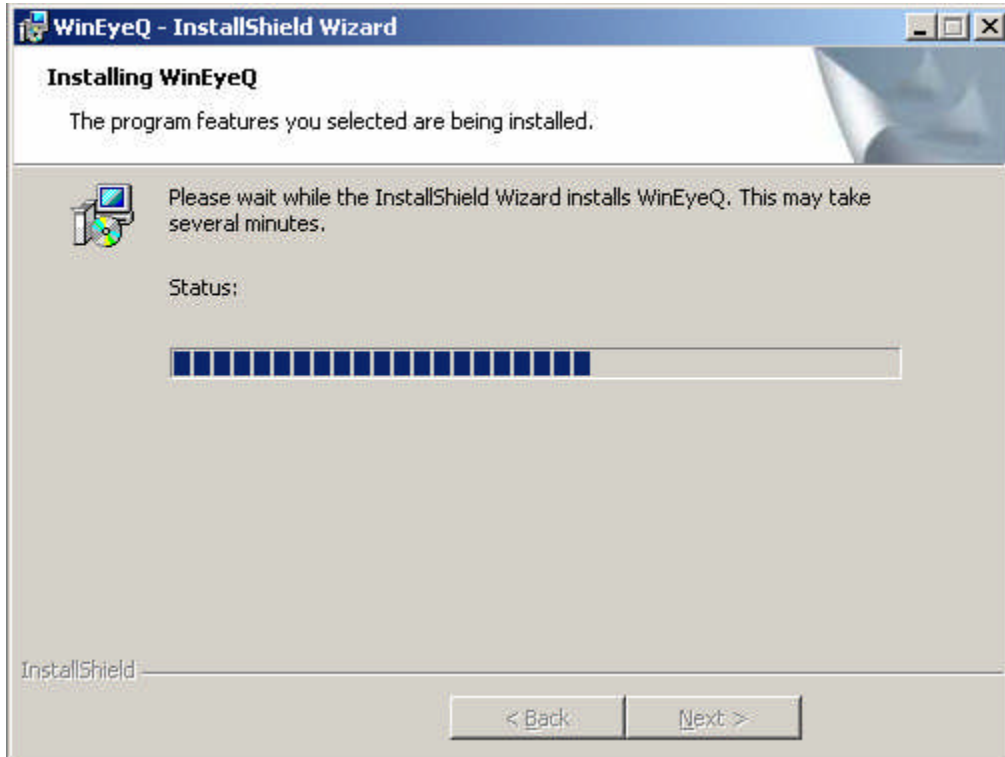 WinEyeQ - InstallShield Wizard
Installing WinEyeQ
The program features you selected are being installed.
Please wait while the InstallShield Wizard installs WinEyeQ. This may take
several minutes.
Status:
InstallShield
< Back
Next >